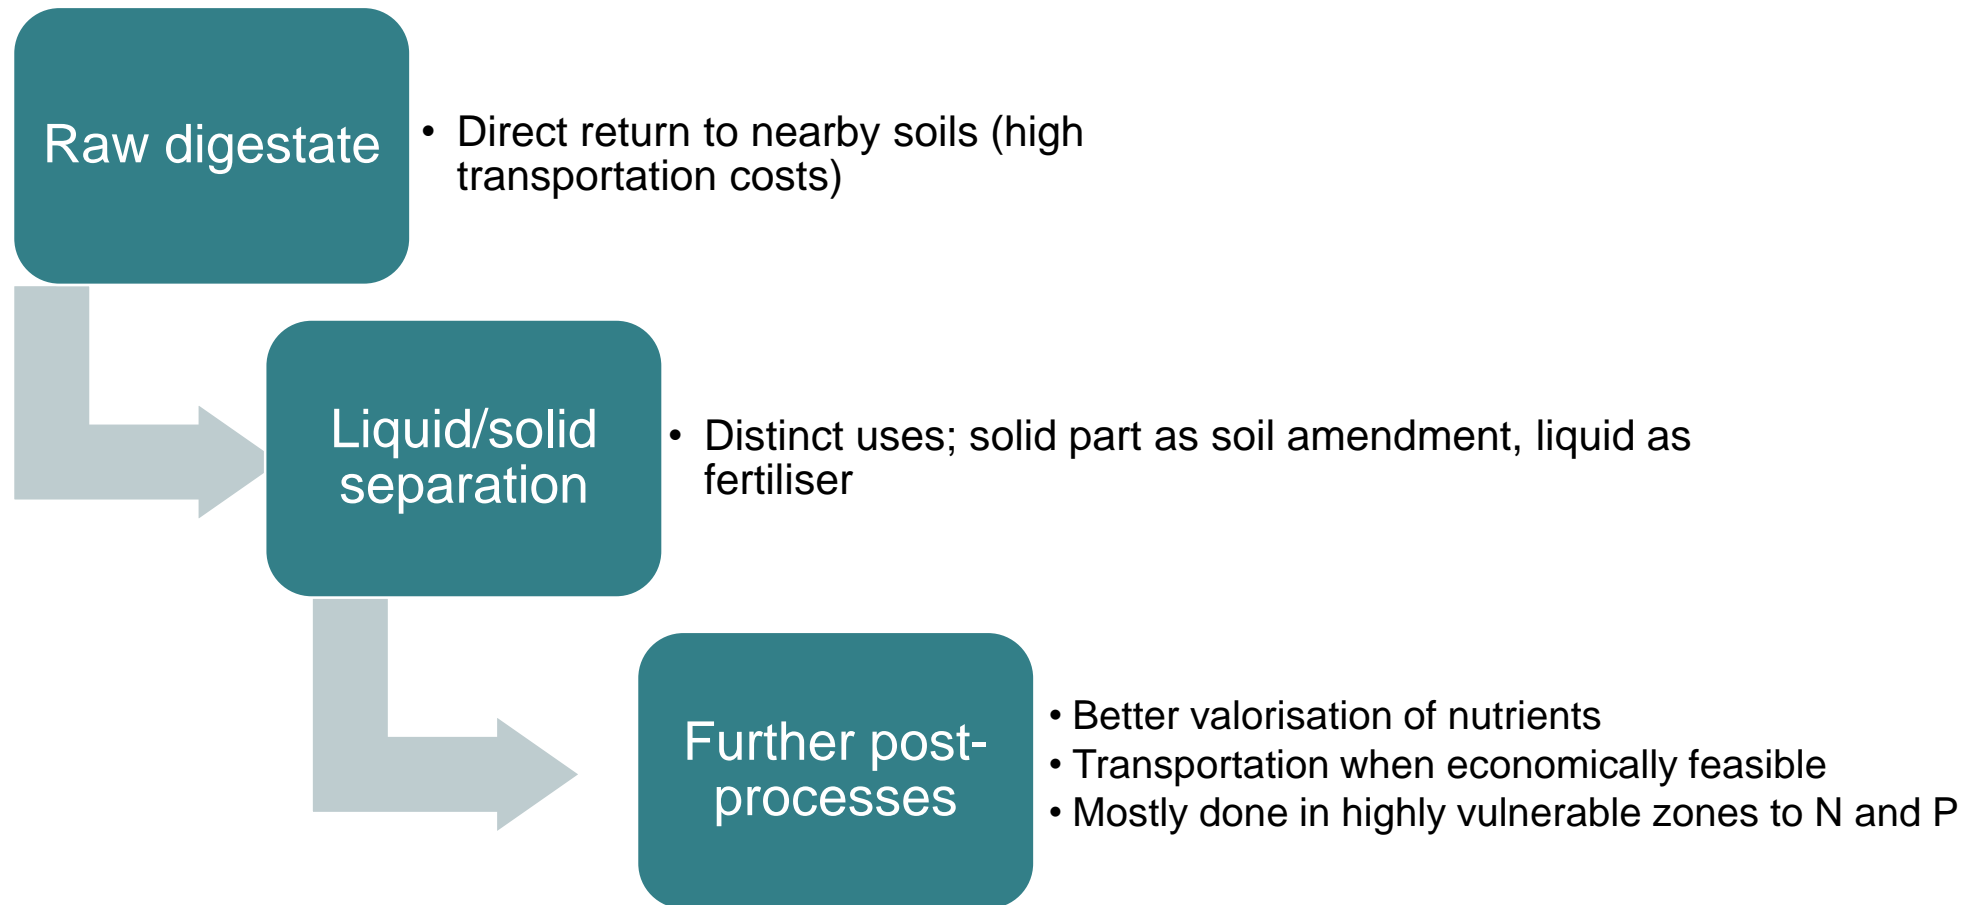 Raw digestate
• Direct return to nearby soils (high
transportation costs)
Liquid/solid
separation
• Distinct uses; solid part as soil amendment, liquid as
fertiliser
Further post-
processes
• Better valorisation of nutrients
• Transportation when economically feasible
• Mostly done in highly vulnerable zones to N and P